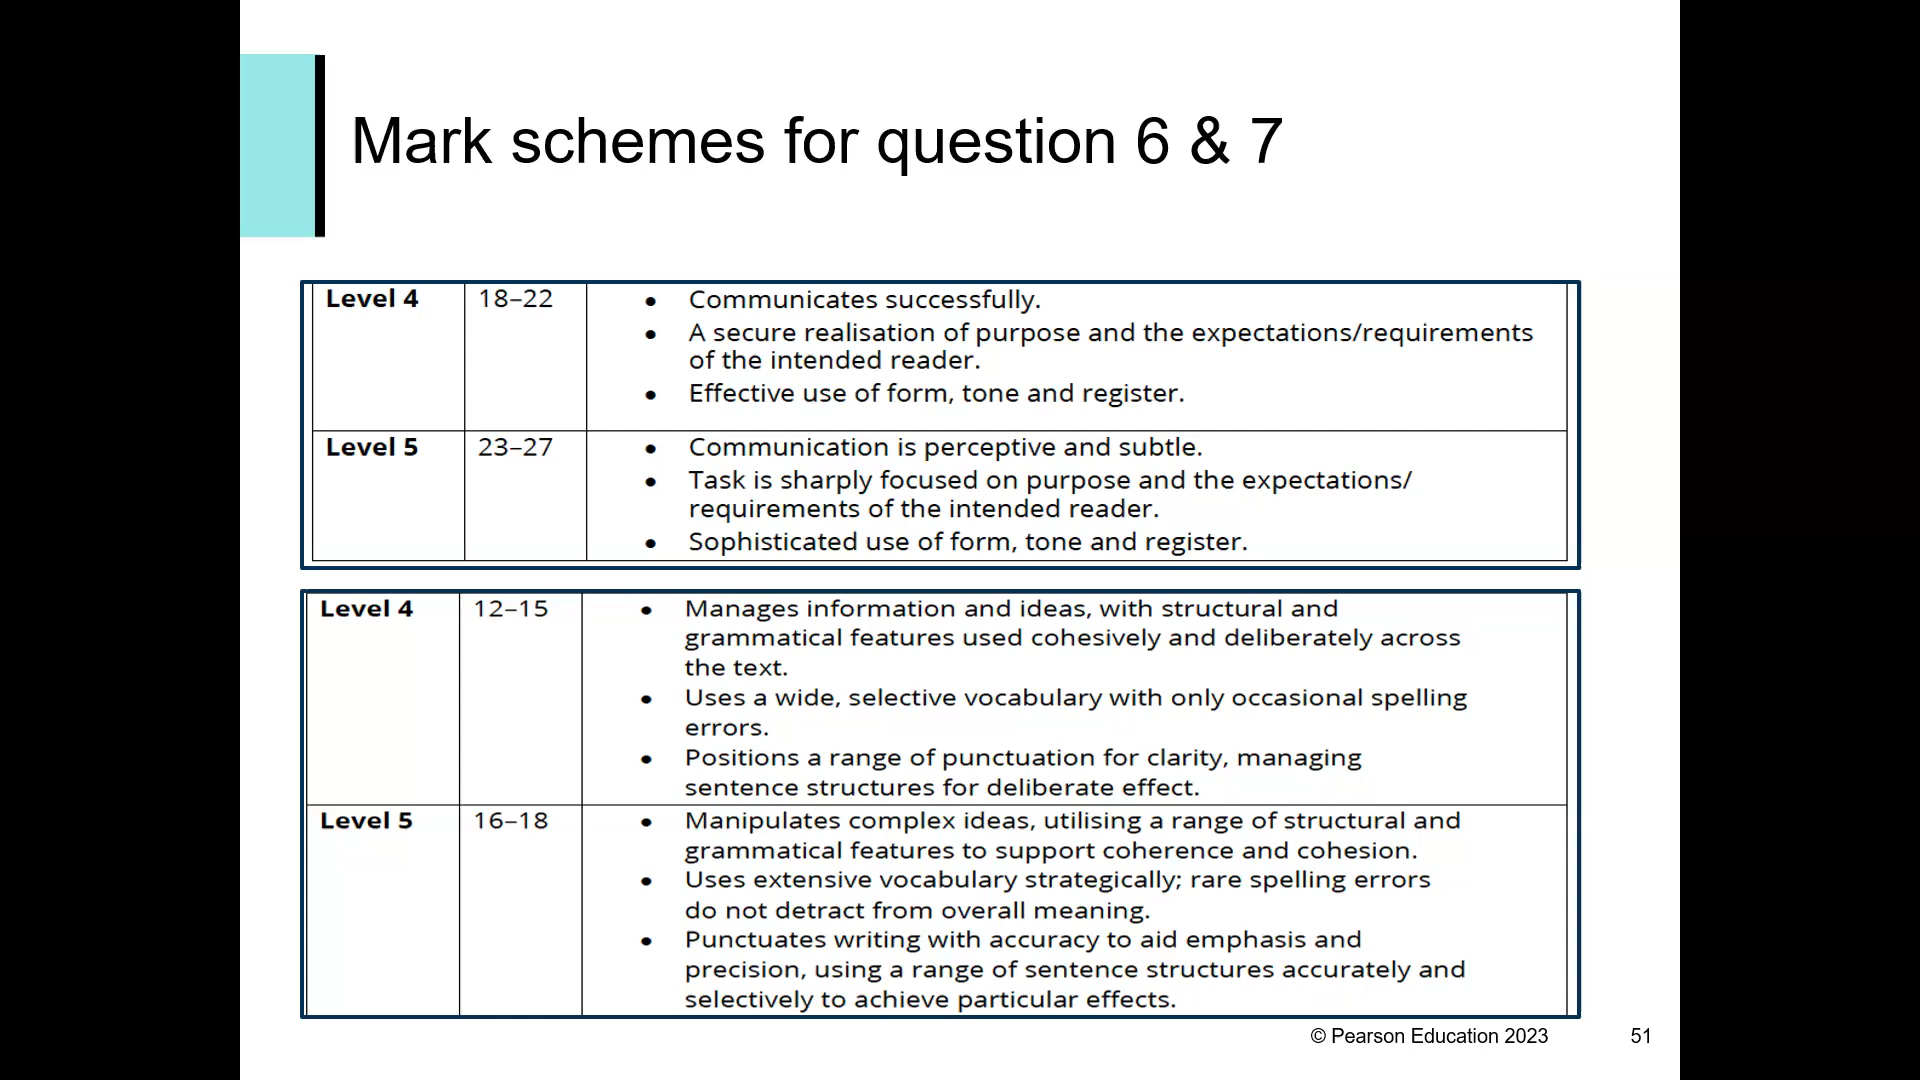 Mark schemes for question 6 & 7
Level 4
18–22
• Communicates successfully.
• A secure realisation of purpose and the expectations/requirements
of the intended reader.
• Effective use of form, tone and register.
Level 5
23–27
• Communication is perceptive and subtle.
• Task is sharply focused on purpose and the expectations/
requirements of the intended reader.
• Sophisticated use of form, tone and register.
Level 4
12–15
• Manages information and ideas, with structural and
grammatical features used cohesively and deliberately across
the text.
• Uses a wide, selective vocabulary with only occasional spelling
errors.
• Positions a range of punctuation for clarity, managing
sentence structures for deliberate effect.
Level 5
16–18
• Manipulates complex ideas, utilising a range of structural and
grammatical features to support coherence and cohesion.
• Uses extensive vocabulary strategically; rare spelling errors
do not detract from overall meaning.
• Punctuates writing with accuracy to aid emphasis and
precision, using a range of sentence structures accurately and
selectively to achieve particular effects.
© Pearson Education 2023
51